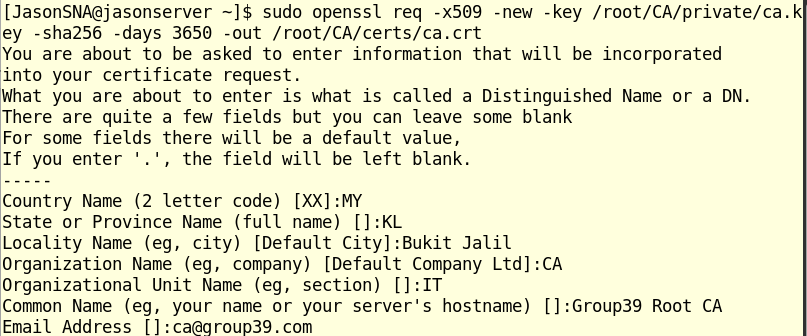 [JasonSNA@jasonserver ~]$ sudo openssl req -x509 -new -key /root/CA/private/ca.k
ey -sha256 -days 3650 -out /root/CA/certs/ca.crt
You are about to be asked to enter information that will be incorporated
into your certificate request.
What you are about to enter is what is called a Distinguished Name or a DN.
There are quite a few fields but you can leave some blank
For some fields there will be a default value,
If you enter '.', the field will be left blank.
-----
Country Name (2 letter code) [XX]:MY
State or Province Name (full name) []:KL
Locality Name (eg, city) [Default City]:Bukit Jalil
Organization Name (eg, company) [Default Company Ltd]:CA
Organizational Unit Name (eg, section) []:IT
Common Name (eg, your name or your server's hostname) []:Group39 Root CA
Email Address []:ca@group39.com